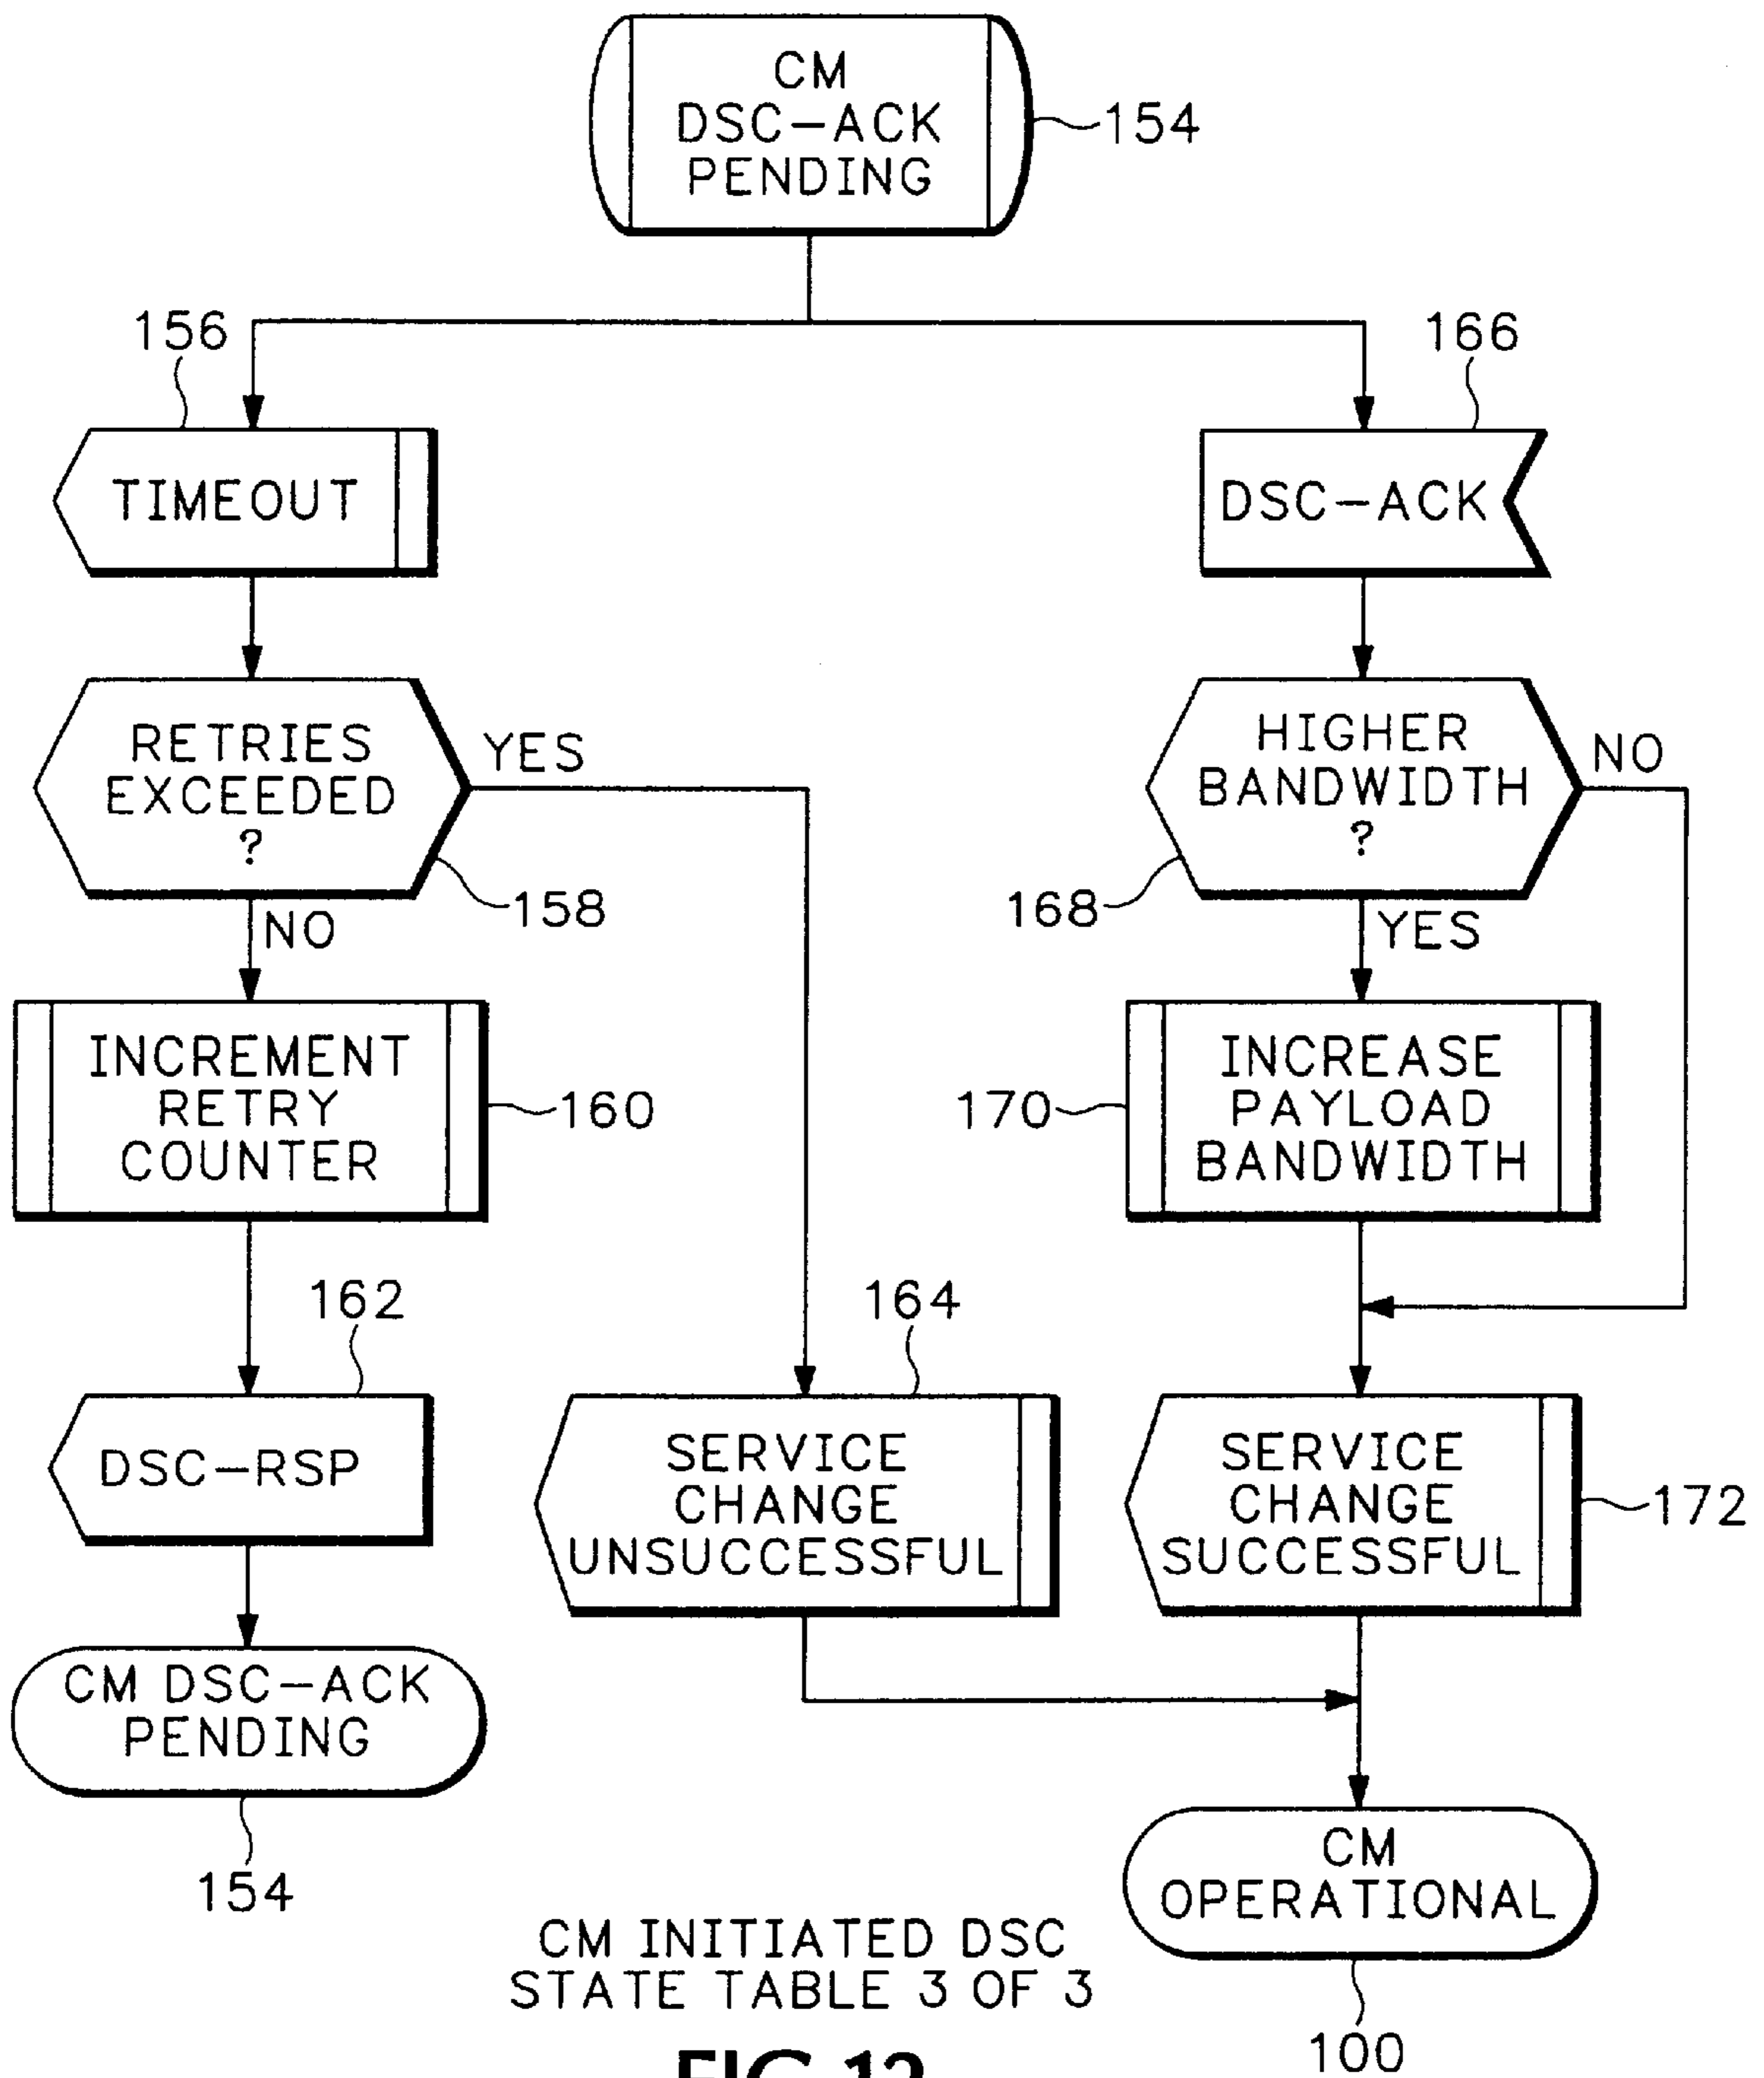 CM
DSC-ACK
PENDING
154
156
166
TIMEOUT
DSC-ACK
RETRIES
EXCEEDED
?
YES
158
NO
HIGHER
BANDWIDTH
?
NO
168
YES
INCREMENT
RETRY
COUNTER
160
170
INCREASE
PAYLOAD
BANDWIDTH
162
164
DSC-RSP
SERVICE
CHANGE
UNSUCCESSFUL
SERVICE
CHANGE
SUCCESSFUL
172
CM DSC-ACK
PENDING
154
CM
OPERATIONAL
100
CM INITIATED DSC
STATE TABLE 3 OF 3